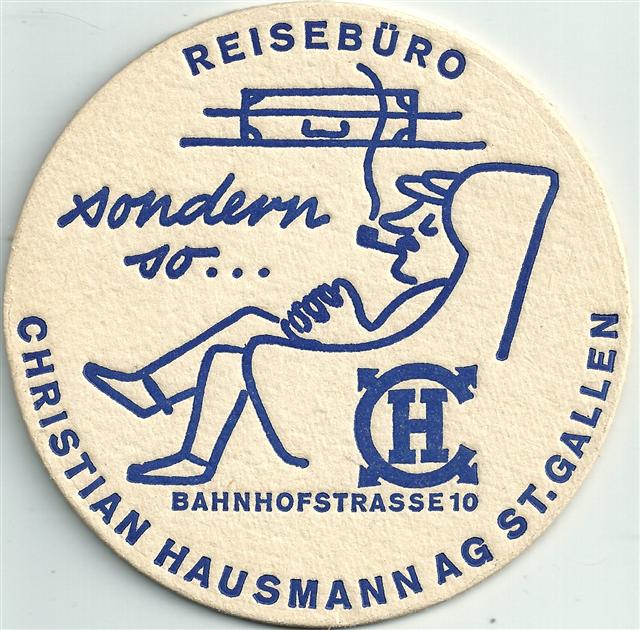 REISEBÜRO
sondern
so...
CH
BAHNHOFSTRASSE 10
CHRISTIAN HAUSMANN AG ST. GALLEN